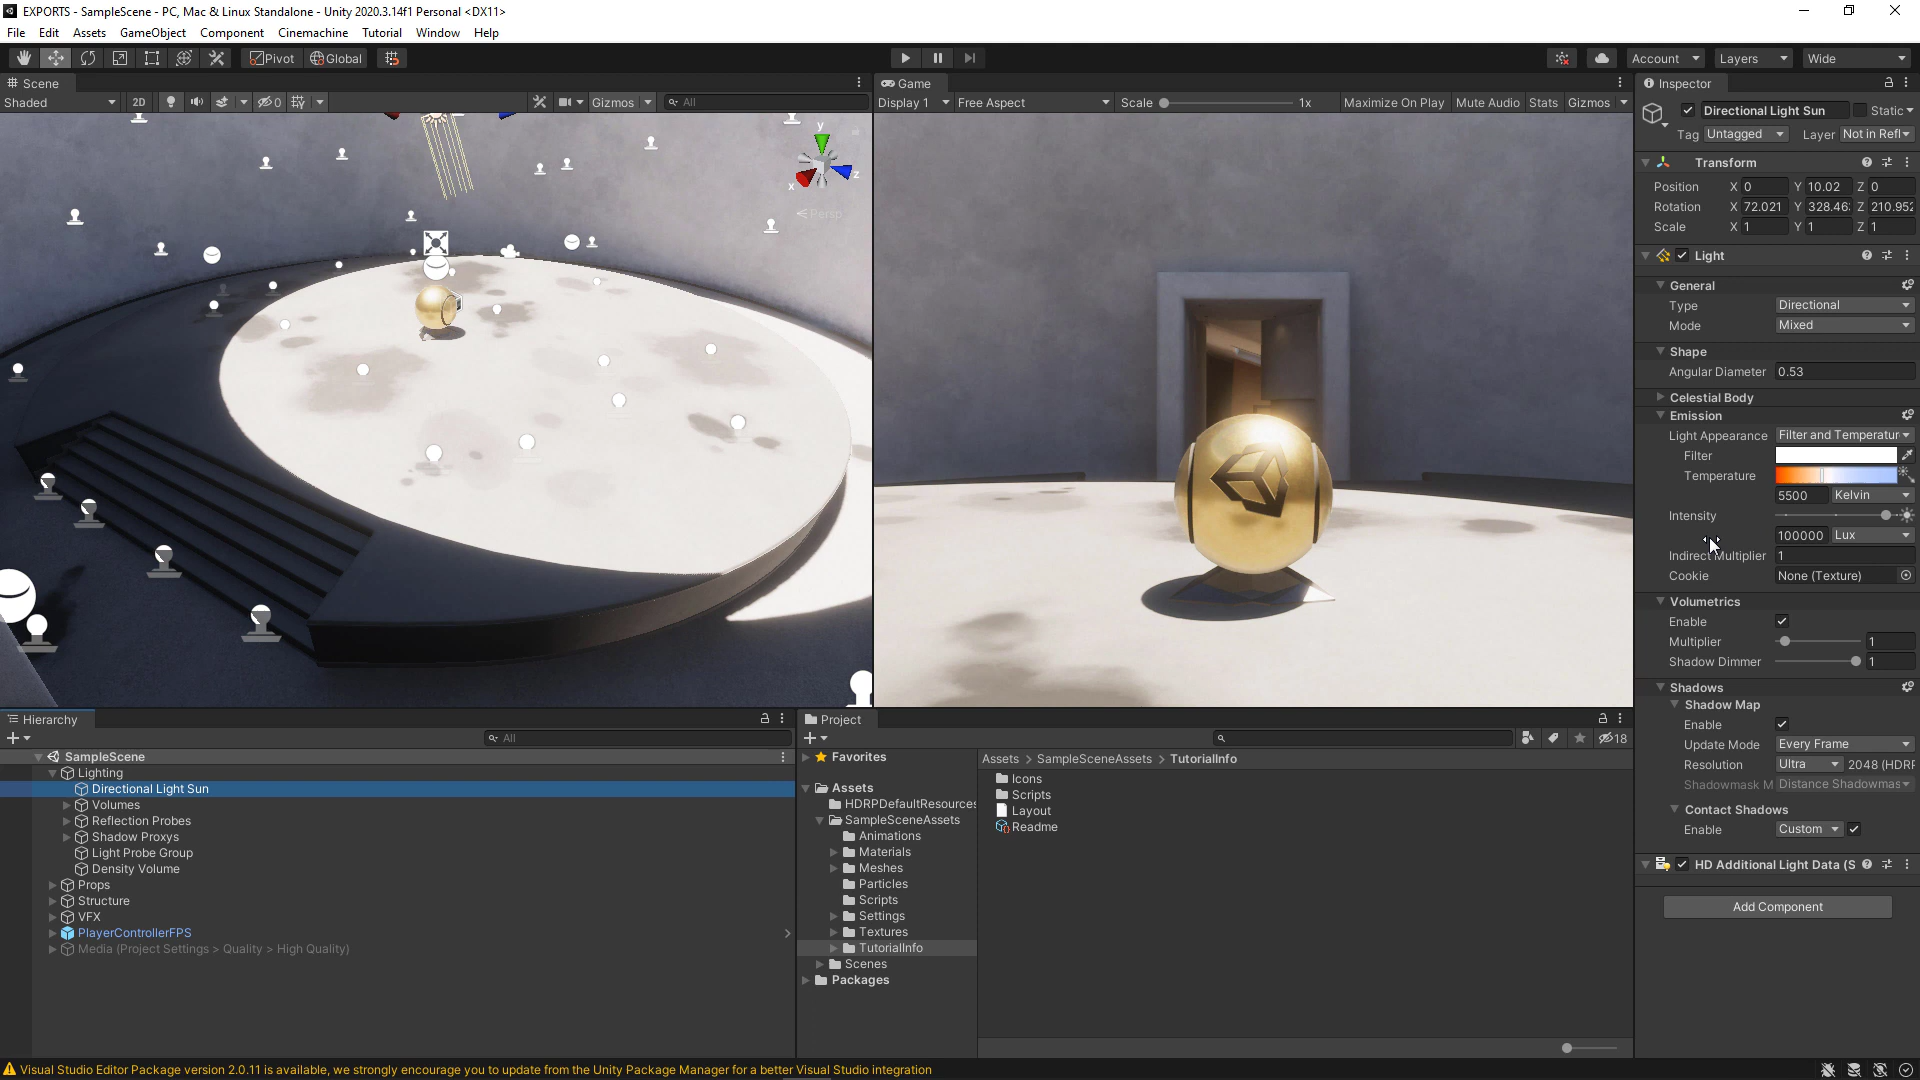 EXPORTS - SampleScene - PC, Mac & Linux Standalone - Unity 2020.3.14f1 Personal <DX11>
File Edit Assets GameObject Component Cinemachine Tutorial Window Help
Pivot Global Account Layers Wide
Scene
Shaded 2D 0 Gizmos All
y
x
z
Persp
Game
Display 1 Free Aspect Scale 1x Maximize On Play Mute Audio Stats Gizmos
Inspector
Directional Light Sun Static
Tag Untagged Layer Not in Refl
Transform
Position X 0 Y 10.02 Z 0
Rotation X 72.021 Y 328.46 Z 210.952
Scale X 1 Y 1 Z 1
Light
General
Type Directional
Mode Mixed
Shape
Angular Diameter 0.53
Celestial Body
Emission
Light Appearance Filter and Temperatur
Filter
Temperature
5500 Kelvin
Intensity
100000 Lux
Indirect Multiplier 1
Cookie None (Texture)
Volumetrics
Enable
Multiplier 1
Shadow Dimmer 1
Shadows
Shadow Map
Enable
Update Mode Every Frame
Resolution Ultra 2048 (HDRP
Shadowmask M Distance Shadowmas
Contact Shadows
Enable Custom
HD Additional Light Data (S
Add Component
Hierarchy
All
SampleScene
Lighting
Directional Light Sun
Volumes
Reflection Probes
Shadow Proxys
Light Probe Group
Density Volume
Props
Structure
VFX
PlayerControllerFPS
Media (Project Settings > Quality > High Quality)
Project
18
Favorites
Assets
HDRPDefaultResources
SampleSceneAssets
Animations
Materials
Meshes
Particles
Scripts
Settings
Textures
TutorialInfo
Scenes
Packages
Assets > SampleSceneAssets > TutorialInfo
Icons
Scripts
Layout
Readme
Visual Studio Editor Package version 2.0.11 is available, we strongly encourage you to update from the Unity Package Manager for a better Visual Studio integration